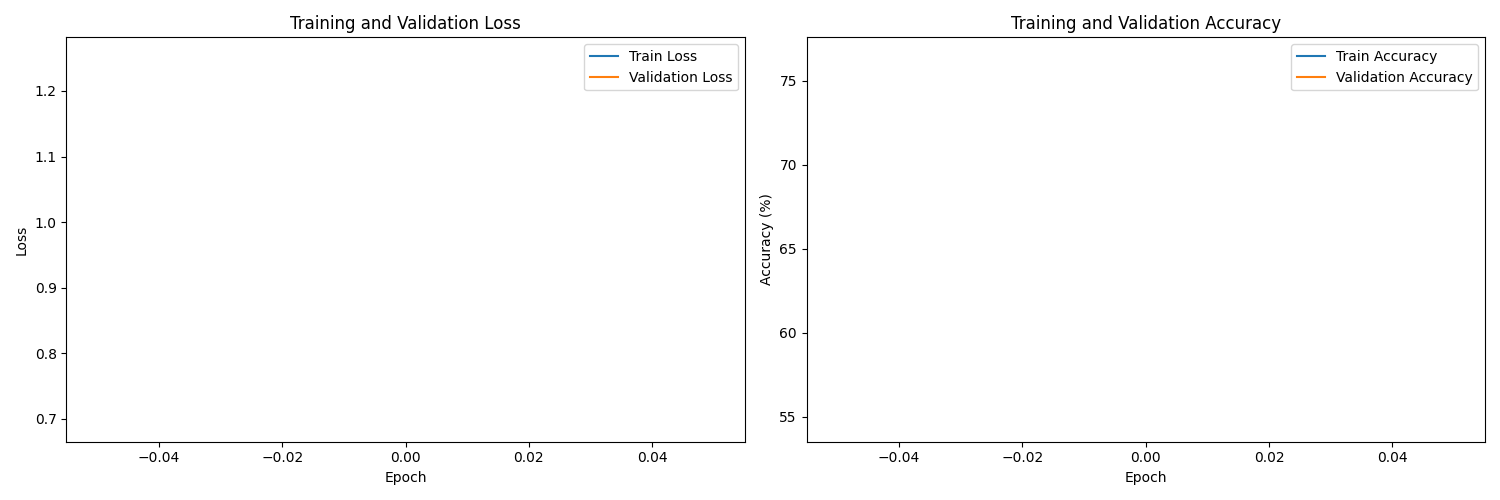 Training and Validation Loss
Train Loss
Validation Loss
1.2
1.1
1.0
0.9
0.8
0.7
Loss
−0.04 −0.02 0.00 0.02 0.04
Epoch
Training and Validation Accuracy
Train Accuracy
Validation Accuracy
75
70
65
60
55
Accuracy (%)
−0.04 −0.02 0.00 0.02 0.04
Epoch